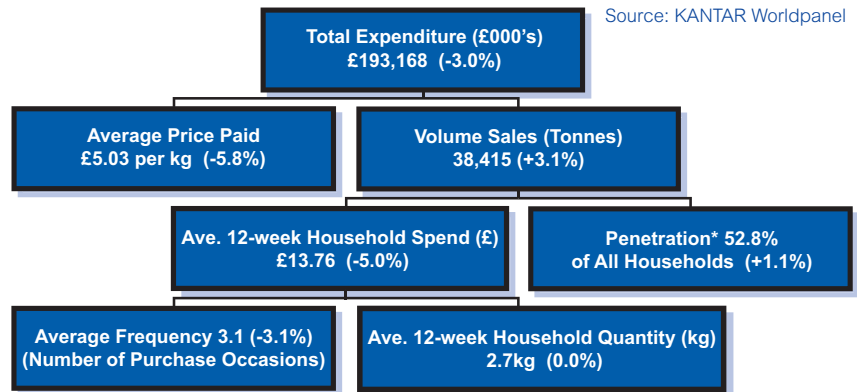 Source: KANTAR Worldpanel
Total Expenditure (£000’s)
£193,168 (-3.0%)
Average Price Paid
£5.03 per kg (-5.8%)
Volume Sales (Tonnes)
38,415 (+3.1%)
Ave. 12-week Household Spend (£)
£13.76 (-5.0%)
Penetration* 52.8%
of All Households (+1.1%)
Average Frequency 3.1 (-3.1%)
(Number of Purchase Occasions)
Ave. 12-week Household Quantity (kg)
2.7kg (0.0%)